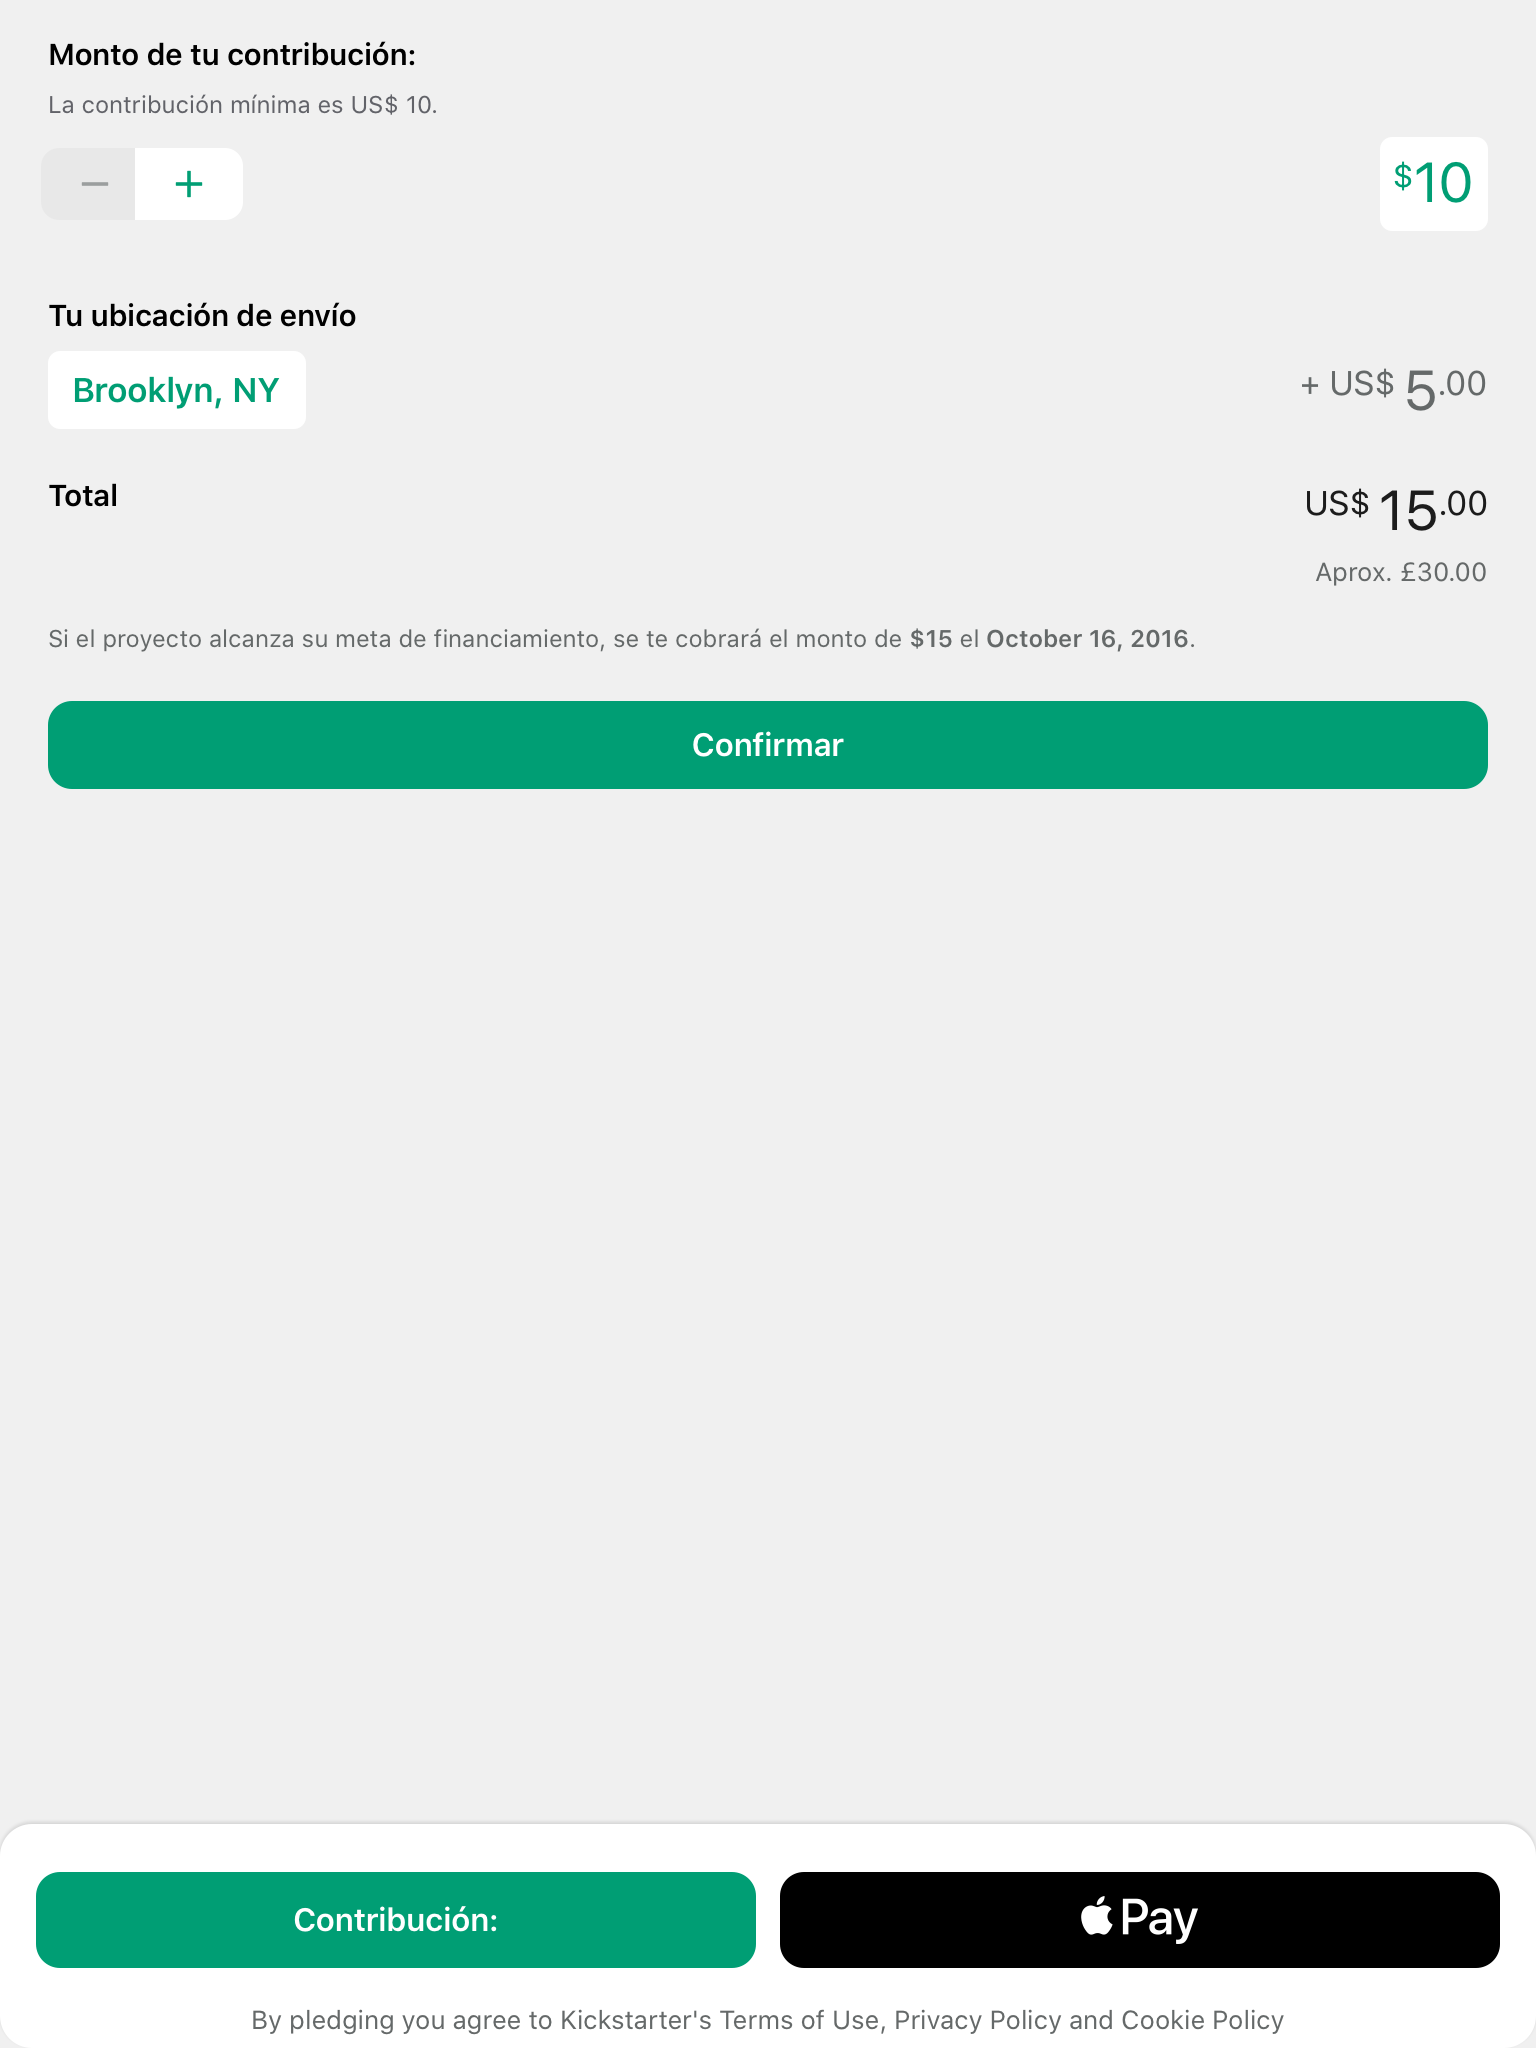 Monto de tu contribución:
La contribución mínima es US$ 10.
− +
$10
Tu ubicación de envío
Brooklyn, NY
+ US$ 5.00
Total
US$ 15.00
Aprox. £30.00
Si el proyecto alcanza su meta de financiamiento, se te cobrará el monto de $15 el October 16, 2016.
Confirmar
Contribución:
Pay
By pledging you agree to Kickstarter's Terms of Use, Privacy Policy and Cookie Policy